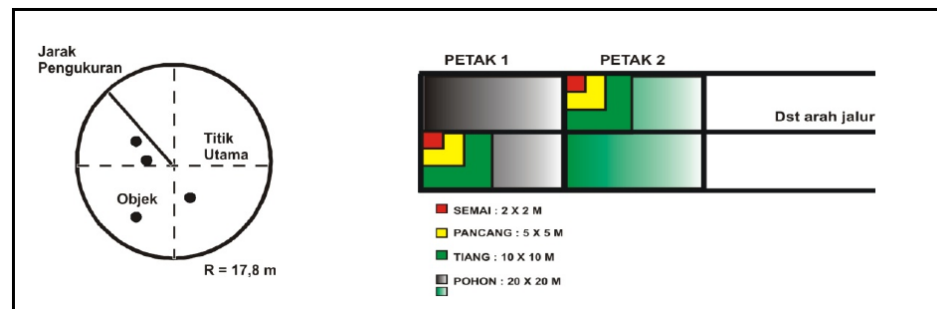 Jarak
Pengukuran
Titik
Utama
Objek
R = 17,8 m
PETAK 1
PETAK 2
Dst arah jalur
SEMAI : 2 X 2 M
PANCANG : 5 X 5 M
TIANG : 10 X 10 M
POHON : 20 X 20 M